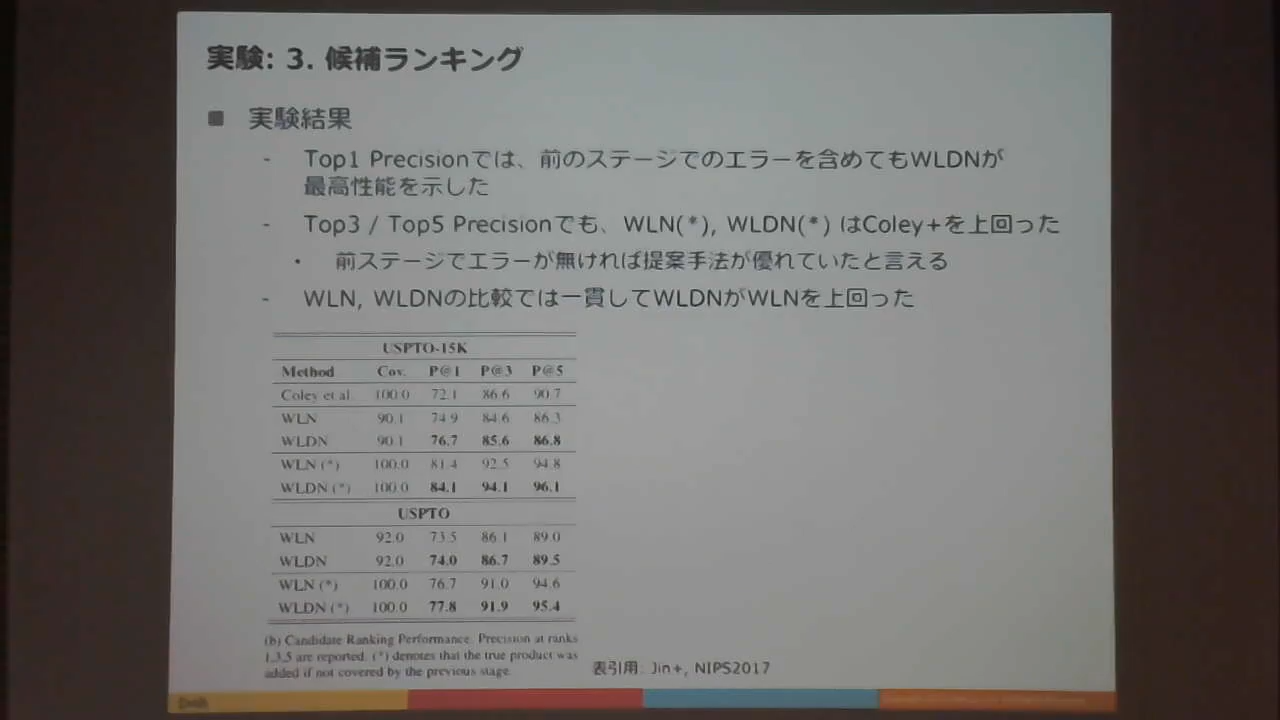 実験: 3. 候補ランキング
■ 実験結果
- Top1 Precisionでは、前のステージでのエラーを含めてもWLDNが
最高性能を示した
- Top3 / Top5 Precisionでも、WLN(*), WLDN(*) はColey+を上回った
・ 前ステージでエラーが無ければ提案手法が優れていたと言える
- WLN, WLDNの比較では一貫してWLDNがWLNを上回った
USPTO-15K
Method Cov. P@1 P@3 P@5
Coley et al. 100.0 72.1 86.6 90.7
WLN 90.1 74.9 84.6 86.3
WLDN 90.1 76.7 85.6 86.8
WLN (*) 100.0 81.4 92.5 94.8
WLDN (*) 100.0 84.1 94.1 96.1
USPTO
WLN 92.0 73.5 86.1 89.0
WLDN 92.0 74.0 86.7 89.5
WLN (*) 100.0 76.7 91.0 94.6
WLDN (*) 100.0 77.8 91.9 95.4
(b) Candidate Ranking Performance. Precision at ranks
1,3,5 are reported. (*) denotes that the true product was
added if not covered by the previous stage.
表引用: Jin+, NIPS2017